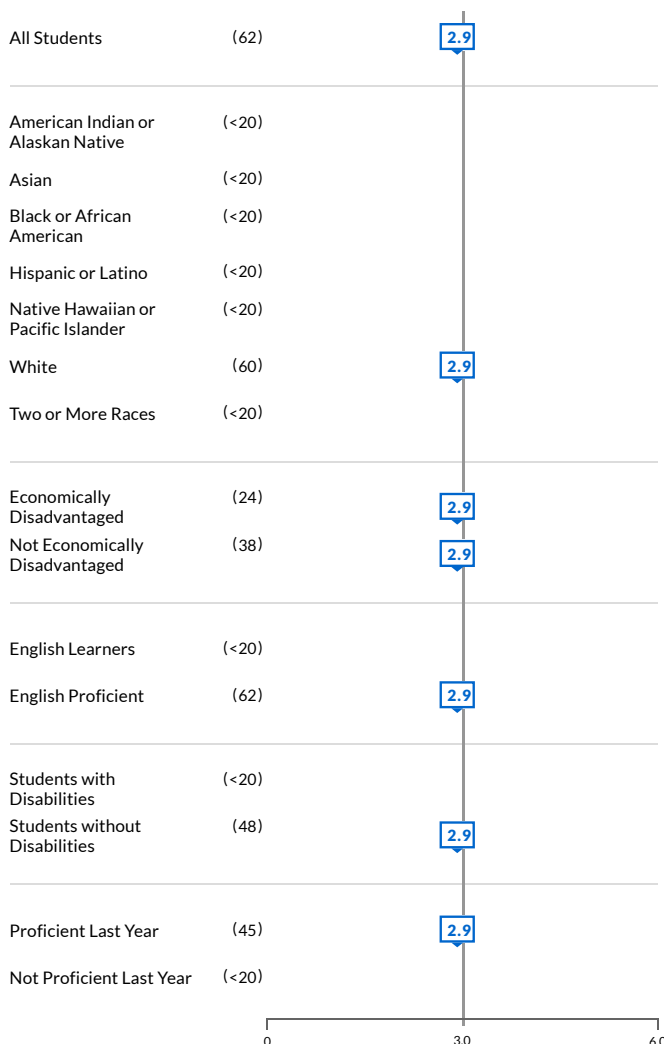 All Students (62) 2.9
American Indian or (<20)
Alaskan Native
Asian (<20)
Black or African (<20)
American
Hispanic or Latino (<20)
Native Hawaiian or (<20)
Pacific Islander
White (60) 2.9
Two or More Races (<20)
Economically (24) 2.9
Disadvantaged
Not Economically (38) 2.9
Disadvantaged
English Learners (<20)
English Proficient (62) 2.9
Students with (<20)
Disabilities
Students without (48) 2.9
Disabilities
Proficient Last Year (45) 2.9
Not Proficient Last Year (<20)
0 3.0 6.0